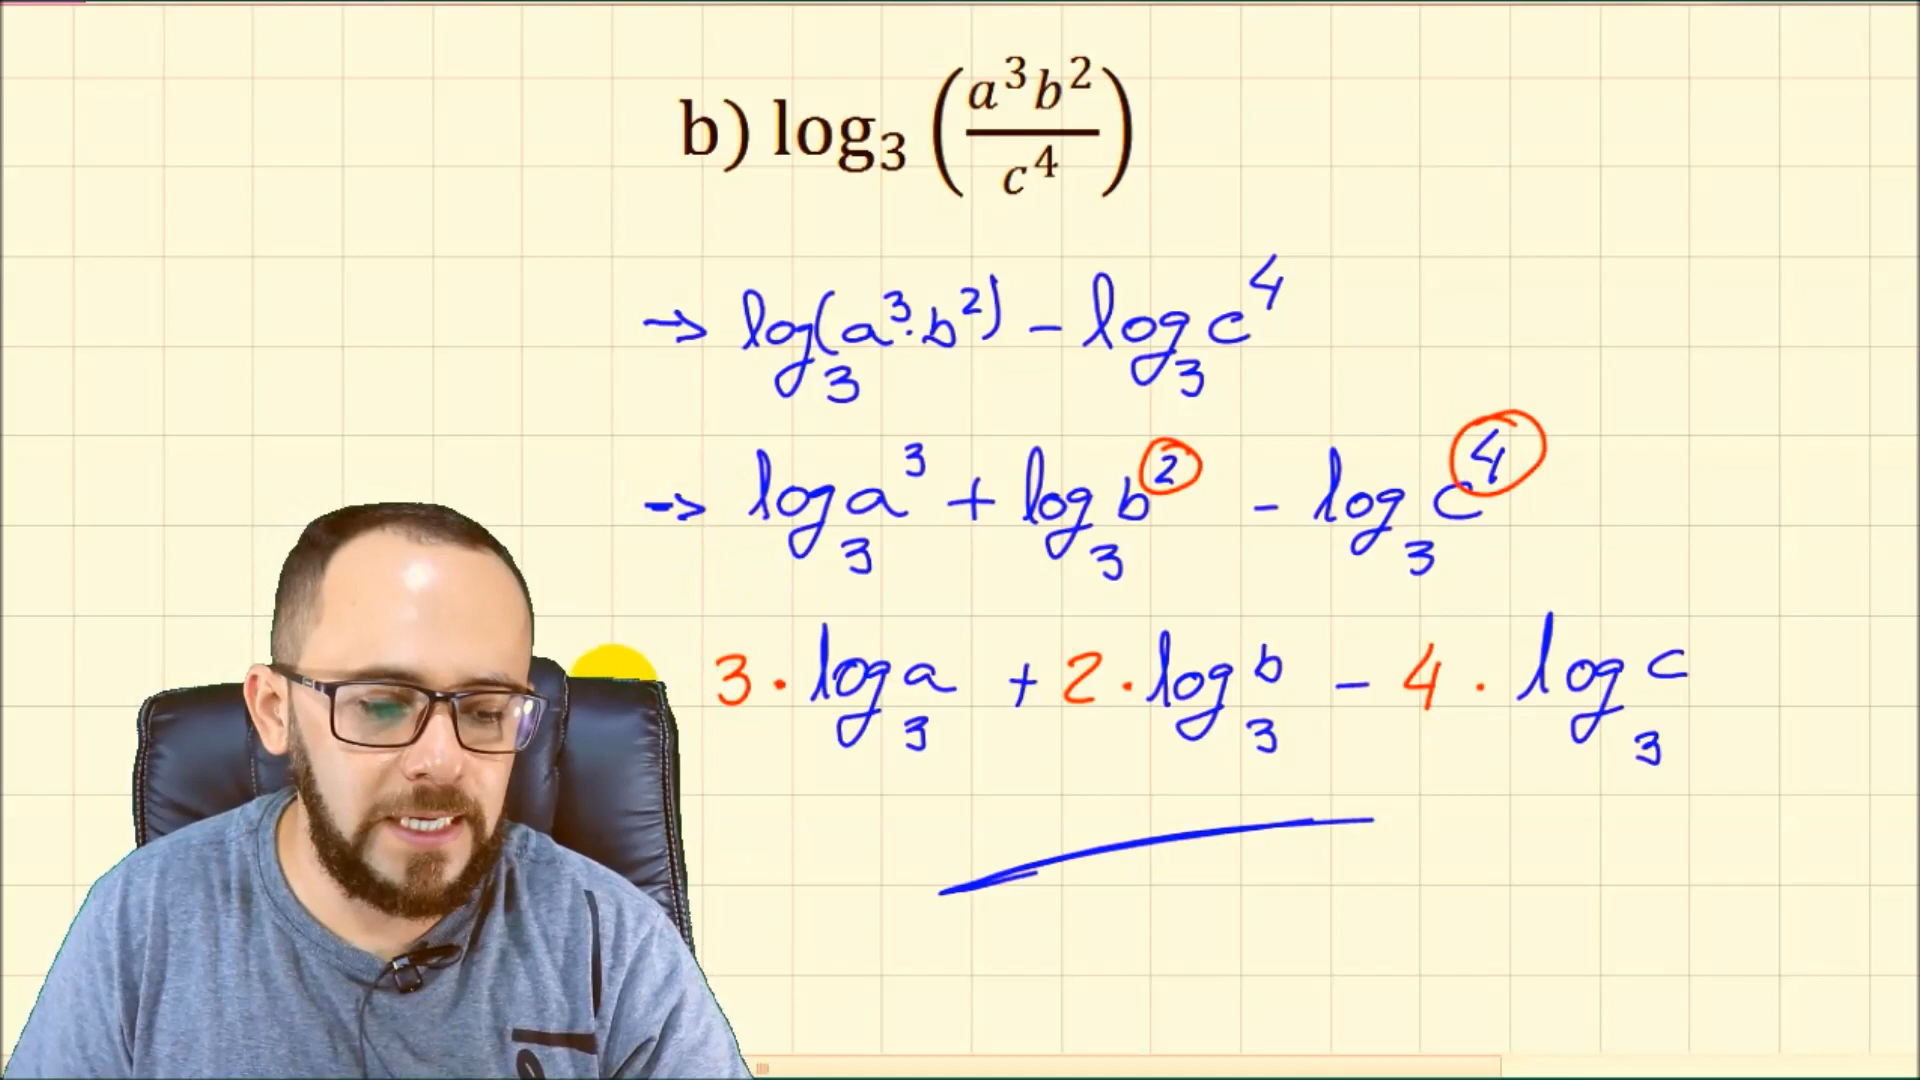 b) log₃ (a³b²/c⁴)
→ log₃(a³·b²) – log₃ c⁴
→ log₃ a³ + log₃ b² – log₃ c⁴
3 · log₃ a + 2 · log₃ b – 4 · log₃ c